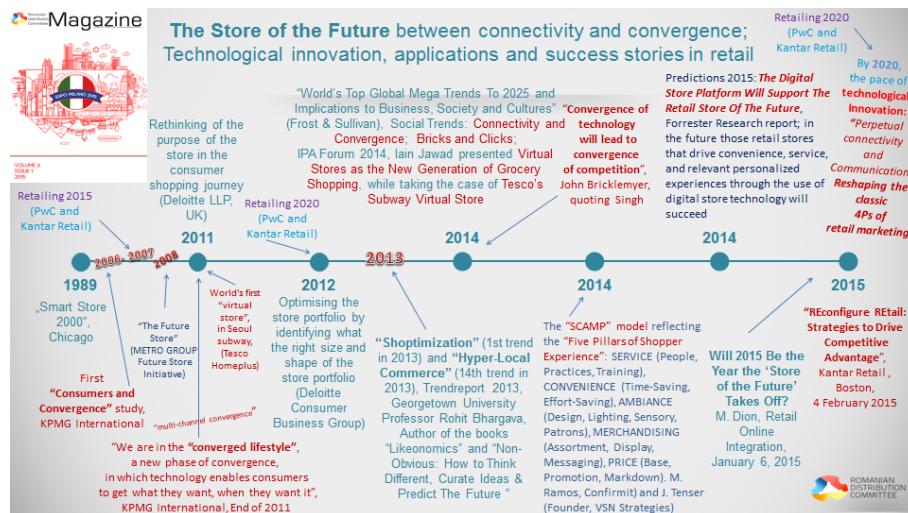 ROMANIAN
DISTRIBUTION
COMMITTEE
Magazine
EXPO MILANO 2015
VOLUME 6
ISSUE 1
2015
The Store of the Future between connectivity and convergence;
Technological innovation, applications and success stories in retail
ROMANIAN
DISTRIBUTION
COMMITTEE
Retailing 2020
(PwC and
Kantar Retail)
By 2020,
the pace of
technological
Innovation:
"Perpetual
connectivity
and
Communication
Reshaping the
classic
4Ps of
retail marketing
Rethinking of the
purpose of the
store in the
consumer
shopping journey
(Deloitte LLP,
UK)
"World's Top Global Mega Trends To 2025 and
Implications to Business, Society and Cultures"
(Frost & Sullivan), Social Trends: Connectivity and
Convergence; Bricks and Clicks;
IPA Forum 2014, Iain Jawad presented Virtual
Stores as the New Generation of Grocery
Shopping, while taking the case of Tesco's
Subway Virtual Store
"Convergence of
technology
will lead to
convergence
of competition",
John Bricklemyer,
quoting Singh
Predictions 2015: The Digital
Store Platform Will Support The
Retail Store Of The Future,
Forrester Research report; in
the future those retail stores
that drive convenience, service,
and relevant personalized
experiences through the use of
digital store technology will
succeed
Retailing 2015
(PwC and
Kantar Retail)
Retailing 2020
(PwC and
Kantar Retail)
1989
2006- 2007
2008
2011
2012
2013
2014
2014
2014
2015
„Smart Store
2000", Chicago
First
"Consumers and
Convergence" study,
KPMG International
"The Future
Store"
(METRO GROUP
Future Store
Initiative)
"multi-channel convergence"
World's first
"virtual
store",
in Seoul
subway,
(Tesco
Homeplus)
"We are in the "converged lifestyle",
a new phase of convergence,
in which technology enables consumers
to get what they want, when they want it",
KPMG International, End of 2011
Optimising the
store portfolio by
identifying what
the right size and
shape of the
store portfolio
(Deloitte
Consumer
Business Group)
"Shoptimization" (1st trend
in 2013) and "Hyper-Local
Commerce" (14th trend in
2013), Trendreport 2013,
Georgetown University
Professor Rohit Bhargava,
Author of the books
"Likeonomics" and "Non-
Obvious: How to Think
Different, Curate Ideas &
Predict The Future "
The "SCAMP" model reflecting
the "Five Pillars of Shopper
Experience": SERVICE (People,
Practices, Training),
CONVENIENCE (Time-Saving,
Effort-Saving), AMBIANCE
(Design, Lighting, Sensory,
Patrons), MERCHANDISING
(Assortment, Display,
Messaging), PRICE (Base,
Promotion, Markdown). M.
Ramos, Confirmit) and J. Tenser
(Founder, VSN Strategies)
Will 2015 Be the
Year the 'Store
of the Future'
Takes Off?
M. Dion, Retail
Online
Integration,
January 6, 2015
"REconfigure REtail:
Strategies to Drive
Competitive
Advantage",
Kantar Retail,
Boston,
4 February 2015
ROMANIAN
DISTRIBUTION
COMMITTEE